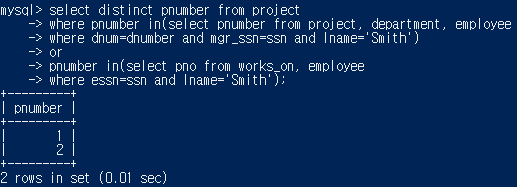 mysql> select distinct pnumber from project
    -> where pnumber in(select pnumber from project, department, employee
    -> where dnum=dnumber and mgr_ssn=ssn and lname='Smith')
    -> or
    -> pnumber in(select pno from works_on, employee
    -> where essn=ssn and lname='Smith');
+---------+
| pnumber |
+---------+
|       1 |
|       2 |
+---------+
2 rows in set (0.01 sec)